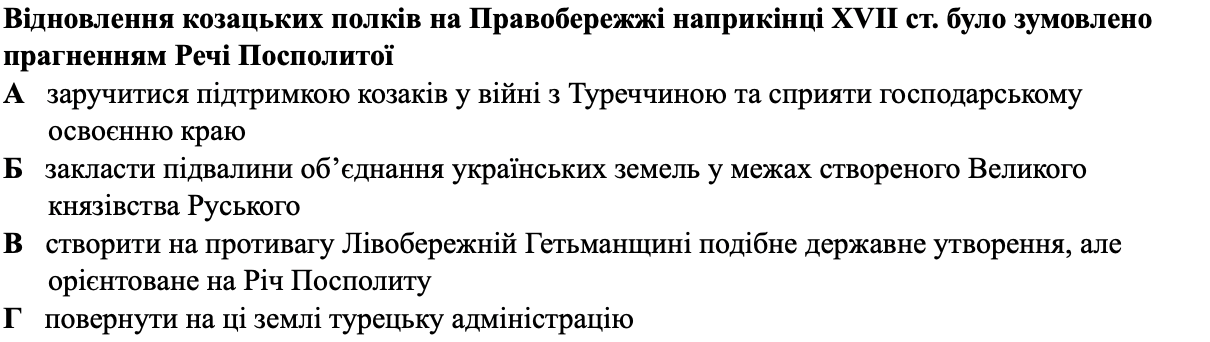 Відновлення козацьких полків на Правобережжі наприкінці XVII ст. було зумовлено
прагненням Речі Посполитої
А заручитися підтримкою козаків у війні з Туреччиною та сприяти господарському
освоєнню краю
Б закласти підвалини об’єднання українських земель у межах створеного Великого
князівства Руського
В створити на противагу Лівобережній Гетьманщині подібне державне утворення, але
орієнтоване на Річ Посполиту
Г повернути на ці землі турецьку адміністрацію